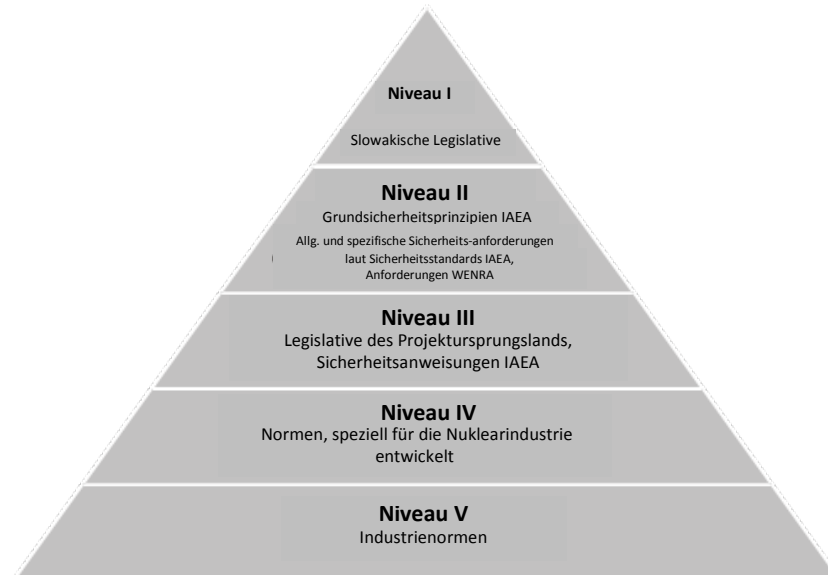 Niveau I
Slowakische Legislative
Niveau II
Grundsicherheitsprinzipien IAEA
Allg. und spezifische Sicherheits-anforderungen
laut Sicherheitsstandards IAEA,
Anforderungen WENRA
Niveau III
Legislative des Projektursprungslands,
Sicherheitsanweisungen IAEA
Niveau IV
Normen, speziell für die Nuklearindustrie
entwickelt
Niveau V
Industrienormen